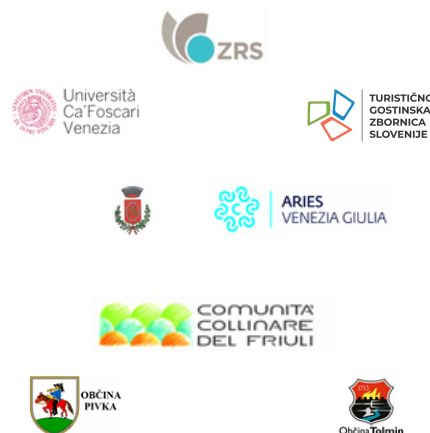 ZRS
Università
Ca'Foscari
Venezia
TURISTIČNO
GOSTINSKA
ZBORNICA
SLOVENIJE
ARIES
VENEZIA GIULIA
COMUNITÀ
COLLINARE
DEL FRIULI
OBČINA
PIVKA
Občina Tolmin